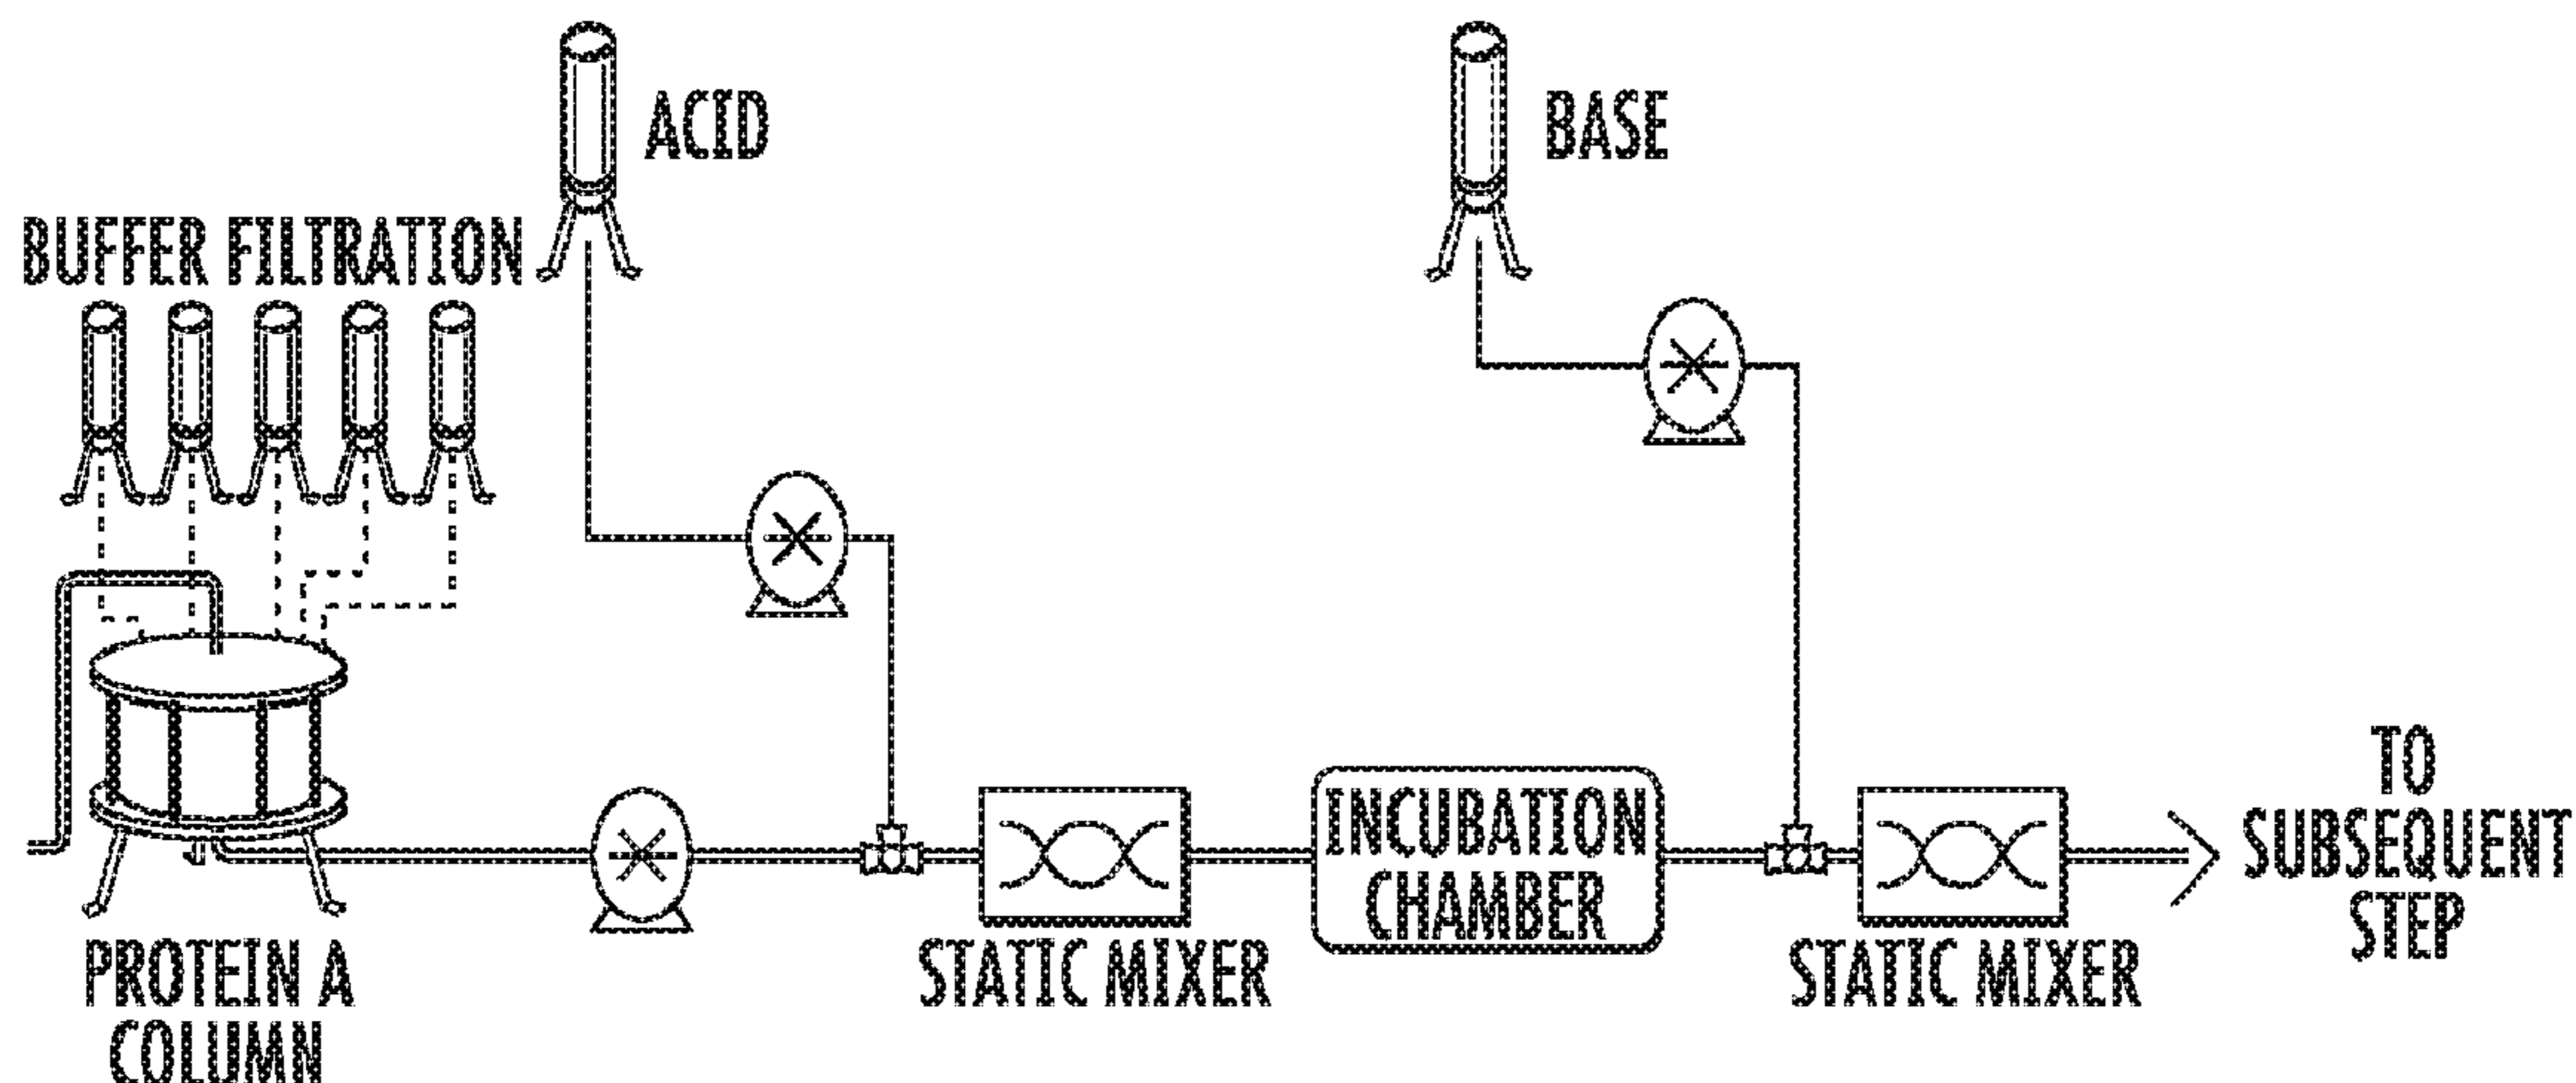 ACID
BASE
BUFFER FILTRATION
INCUBATION
CHAMBER
TO
SUBSEQUENT
STEP
PROTEIN A
COLUMN
STATIC MIXER
STATIC MIXER